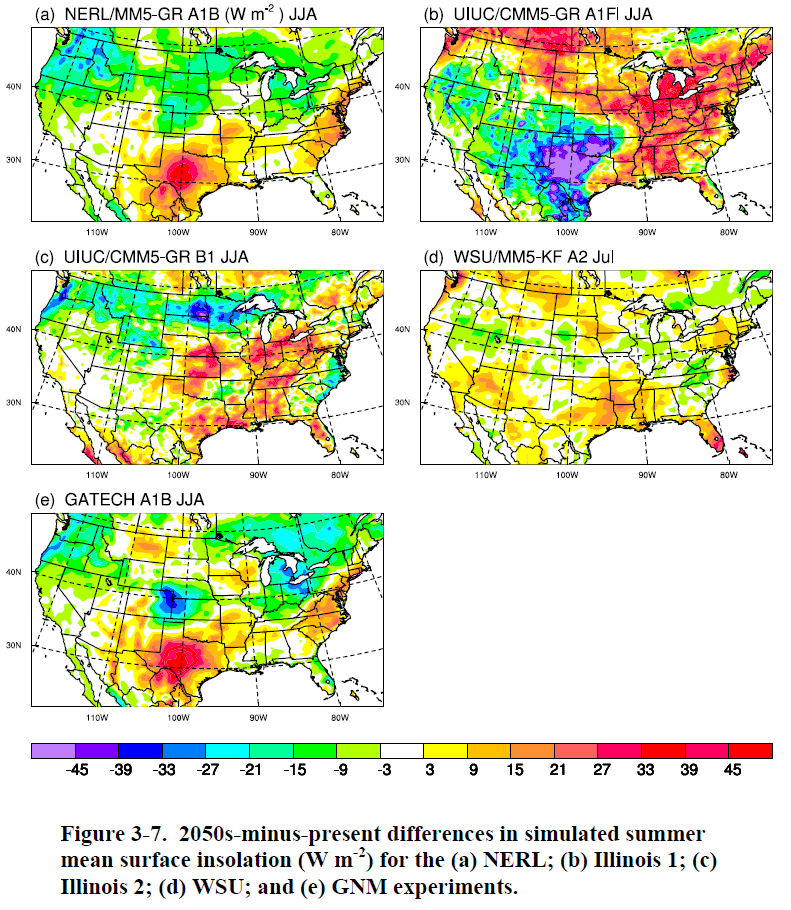 (a) NERL/MM5-GR A1B (W m-2 ) JJA
(b) UIUC/CMM5-GR A1FI JJA
40N
30N
110W 100W 90W 80W
40N
30N
110W 100W 90W 80W
(c) UIUC/CMM5-GR B1 JJA
(d) WSU/MM5-KF A2 Jul
40N
30N
110W 100W 90W 80W
40N
30N
110W 100W 90W 80W
(e) GATECH A1B JJA
40N
30N
110W 100W 90W 80W
-45 -39 -33 -27 -21 -15 -9 -3 3 9 15 21 27 33 39 45
Figure 3-7. 2050s-minus-present differences in simulated summer
mean surface insolation (W m-2) for the (a) NERL; (b) Illinois 1; (c)
Illinois 2; (d) WSU; and (e) GNM experiments.